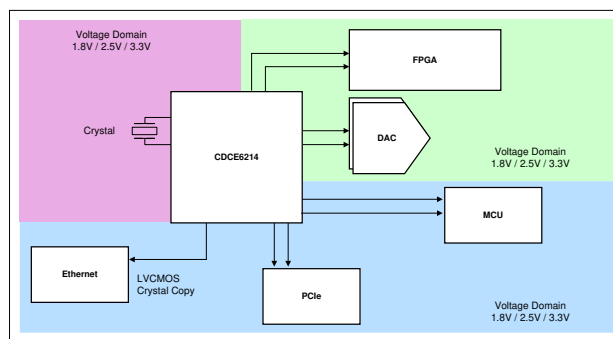 Voltage Domain
1.8V / 2.5V / 3.3V
FPGA
Crystal
CDCE6214
DAC
Voltage Domain
1.8V / 2.5V / 3.3V
MCU
Ethernet
LVCMOS
Crystal Copy
PCIe
Voltage Domain
1.8V / 2.5V / 3.3V